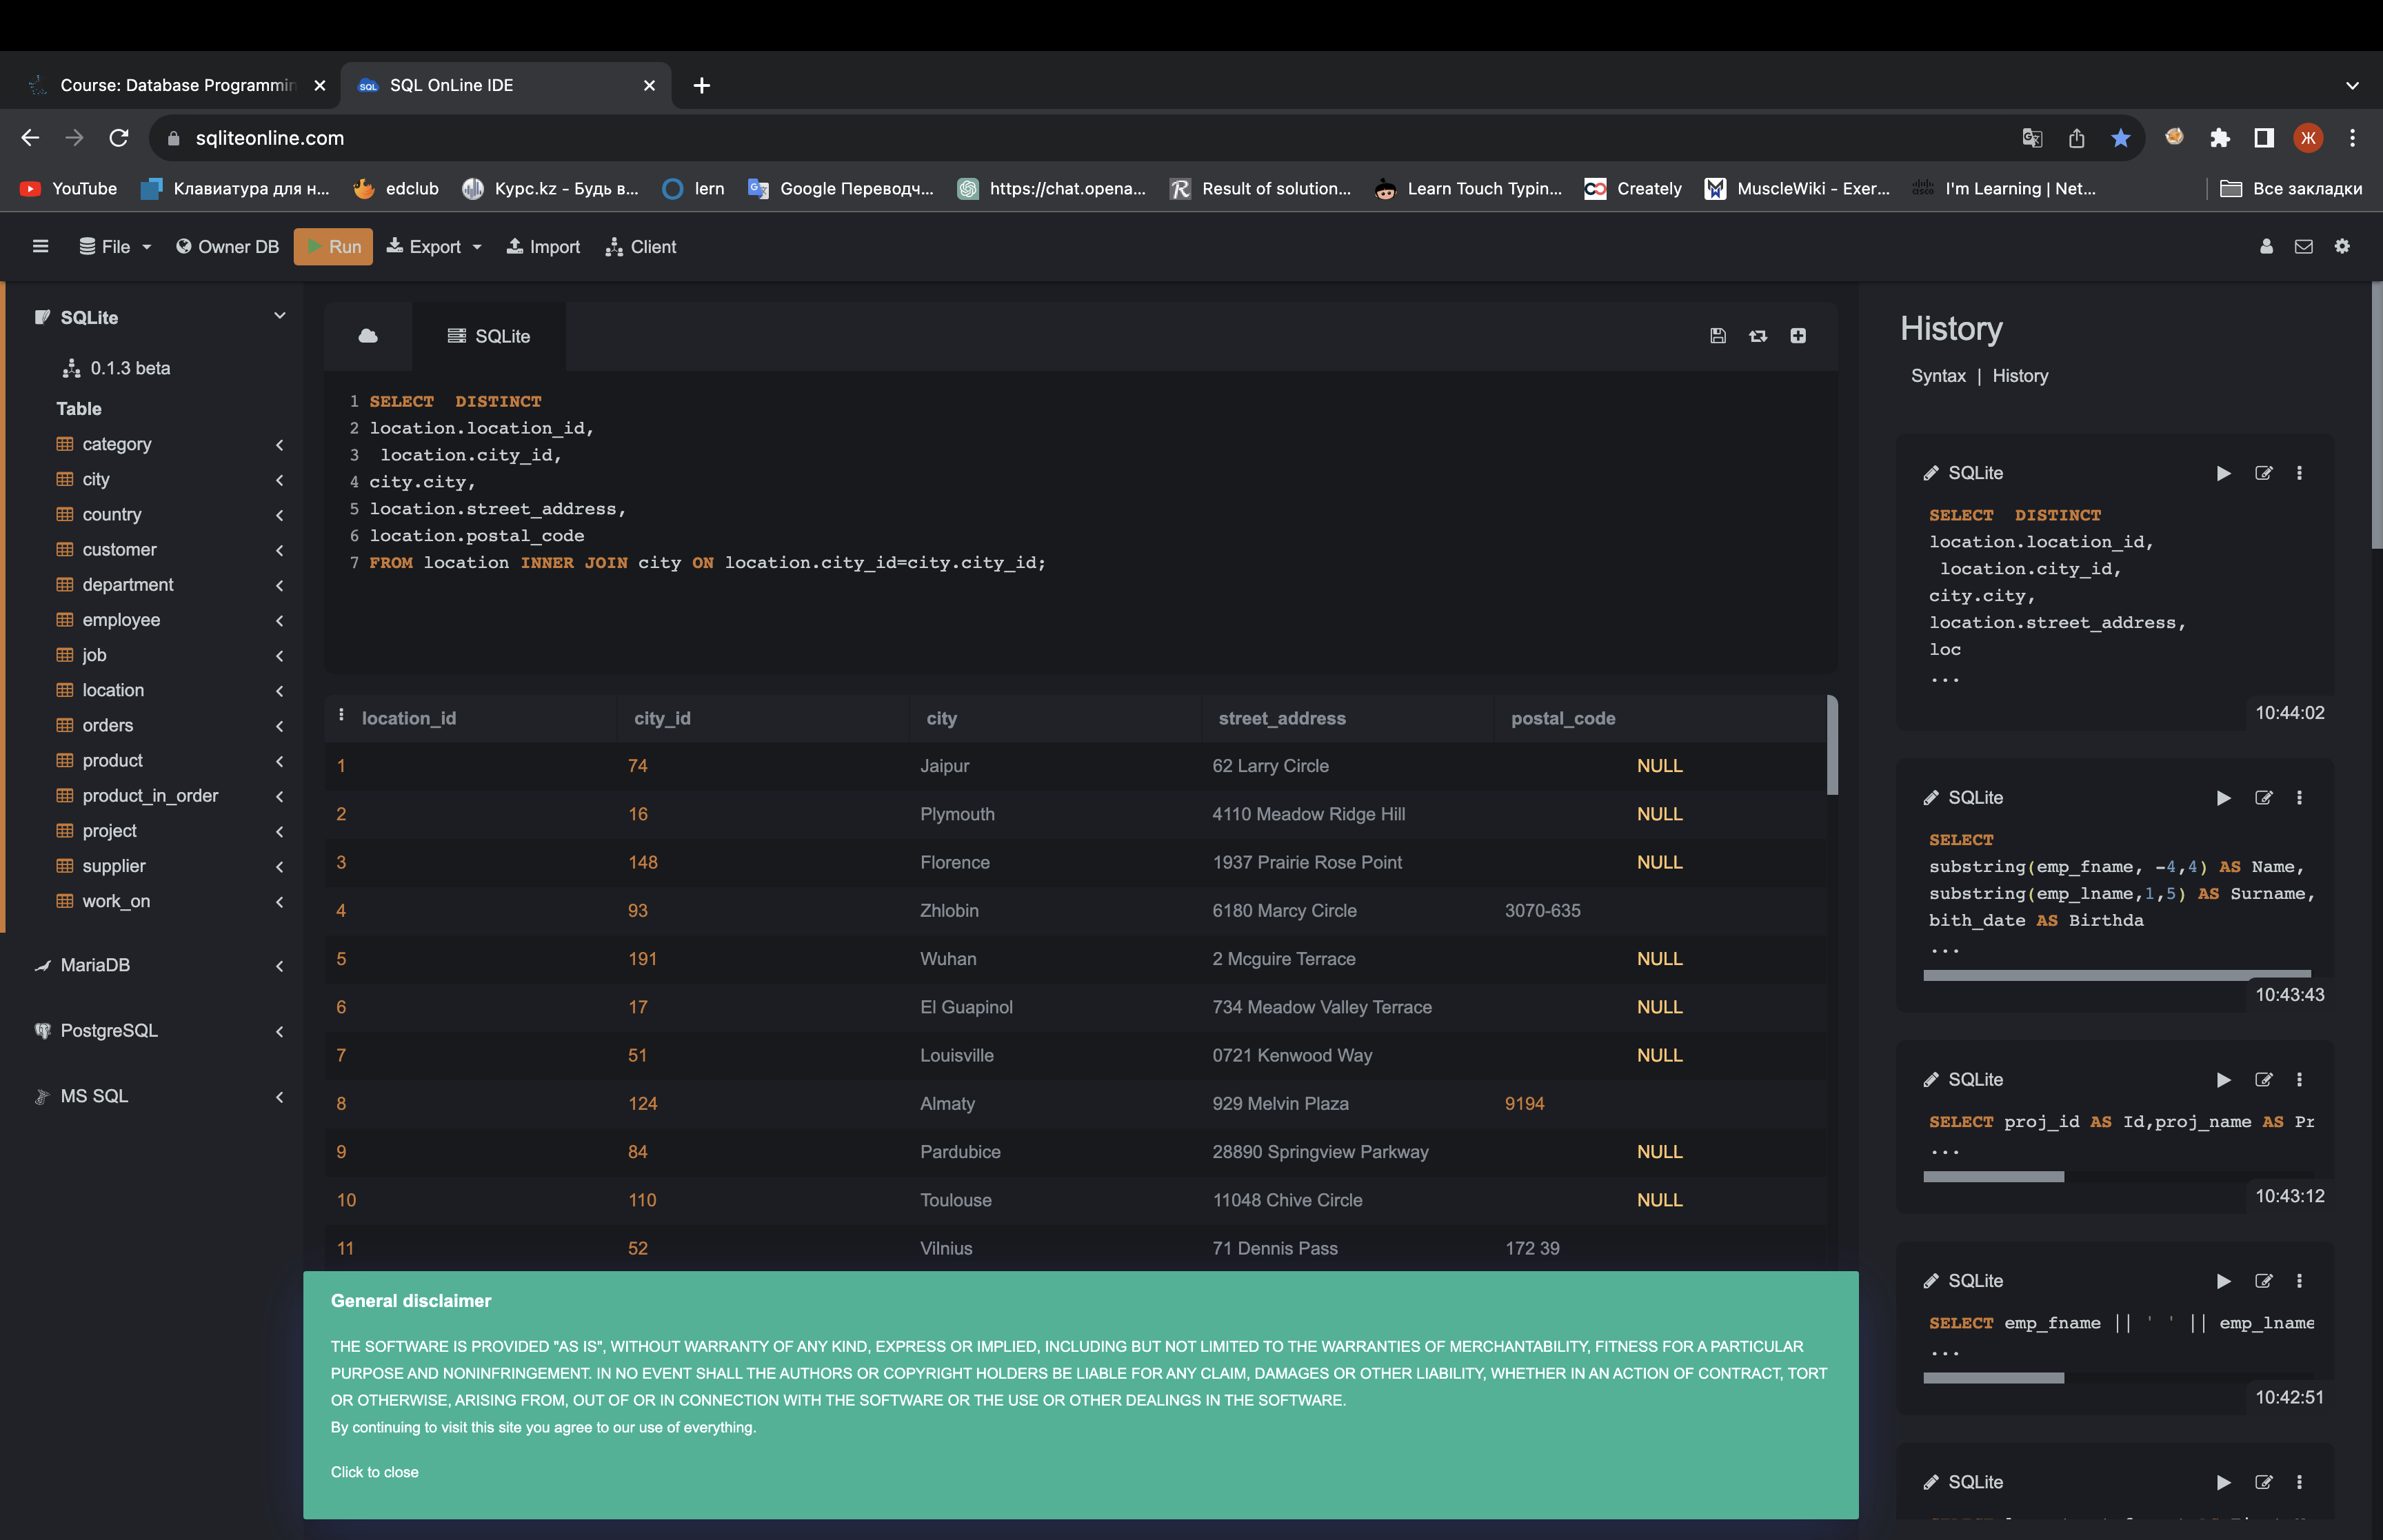 Course: Database Programmin
SQL OnLine IDE
sqliteonline.com
YouTube
Клавиатура для н...
edclub
Курс.kz - Будь в...
lern
Google Переводч...
https://chat.opena...
Result of solution...
Learn Touch Typin...
Creately
MuscleWiki - Exer...
I'm Learning | Net...
Все закладки
File
Owner DB
Run
Export
Import
Client
SQLite
0.1.3 beta
Table
category
city
country
customer
department
employee
job
location
orders
product
product_in_order
project
supplier
work_on
MariaDB
PostgreSQL
MS SQL
SQLite
1 SELECT  DISTINCT
2 location.location_id,
3  location.city_id,
4 city.city,
5 location.street_address,
6 location.postal_code
7 FROM location INNER JOIN city ON location.city_id=city.city_id;
location_id city_id city street_address postal_code
1 74 Jaipur 62 Larry Circle NULL
2 16 Plymouth 4110 Meadow Ridge Hill NULL
3 148 Florence 1937 Prairie Rose Point NULL
4 93 Zhlobin 6180 Marcy Circle 3070-635
5 191 Wuhan 2 Mcguire Terrace NULL
6 17 El Guapinol 734 Meadow Valley Terrace NULL
7 51 Louisville 0721 Kenwood Way NULL
8 124 Almaty 929 Melvin Plaza 9194
9 84 Pardubice 28890 Springview Parkway NULL
10 110 Toulouse 11048 Chive Circle NULL
11 52 Vilnius 71 Dennis Pass 172 39
General disclaimer
THE SOFTWARE IS PROVIDED "AS IS", WITHOUT WARRANTY OF ANY KIND, EXPRESS OR IMPLIED, INCLUDING BUT NOT LIMITED TO THE WARRANTIES OF MERCHANTABILITY, FITNESS FOR A PARTICULAR
PURPOSE AND NONINFRINGEMENT. IN NO EVENT SHALL THE AUTHORS OR COPYRIGHT HOLDERS BE LIABLE FOR ANY CLAIM, DAMAGES OR OTHER LIABILITY, WHETHER IN AN ACTION OF CONTRACT, TORT
OR OTHERWISE, ARISING FROM, OUT OF OR IN CONNECTION WITH THE SOFTWARE OR THE USE OR OTHER DEALINGS IN THE SOFTWARE.
By continuing to visit this site you agree to our use of everything.
Click to close
History
Syntax | History
SQLite
SELECT  DISTINCT
location.location_id,
 location.city_id,
city.city,
location.street_address,
loc
...
10:44:02
SQLite
SELECT
substring(emp_fname, -4,4) AS Name,
substring(emp_lname,1,5) AS Surname,
bith_date AS Birthda
...
10:43:43
SQLite
SELECT proj_id AS Id,proj_name AS Pr
...
10:43:12
SQLite
SELECT emp_fname || ' ' || emp_lname
...
10:42:51
SQLite